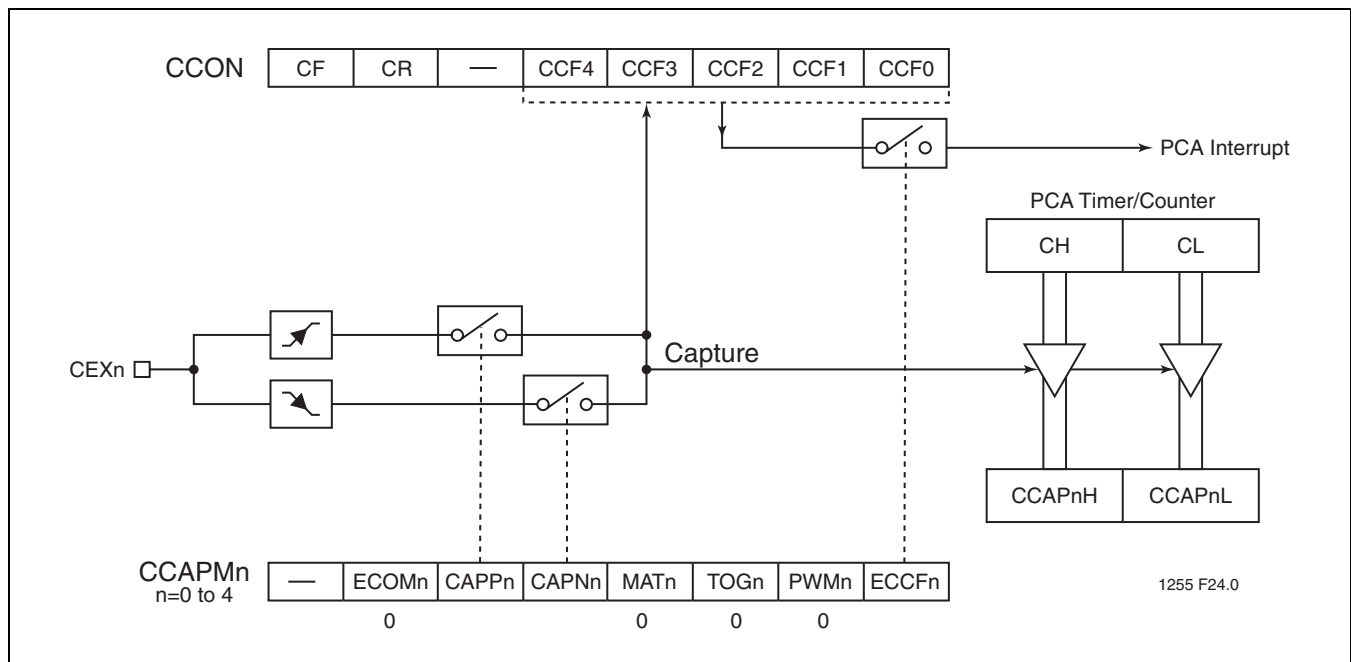 CCON CF CR — CCF4 CCF3 CCF2 CCF1 CCF0
PCA Interrupt
PCA Timer/Counter
CH CL
CEXn
Capture
CCAPnH CCAPnL
CCAPMn
n=0 to 4
— ECOMn CAPPn CAPNn MATn TOGn PWMn ECCFn
0 0 0 0
1255 F24.0